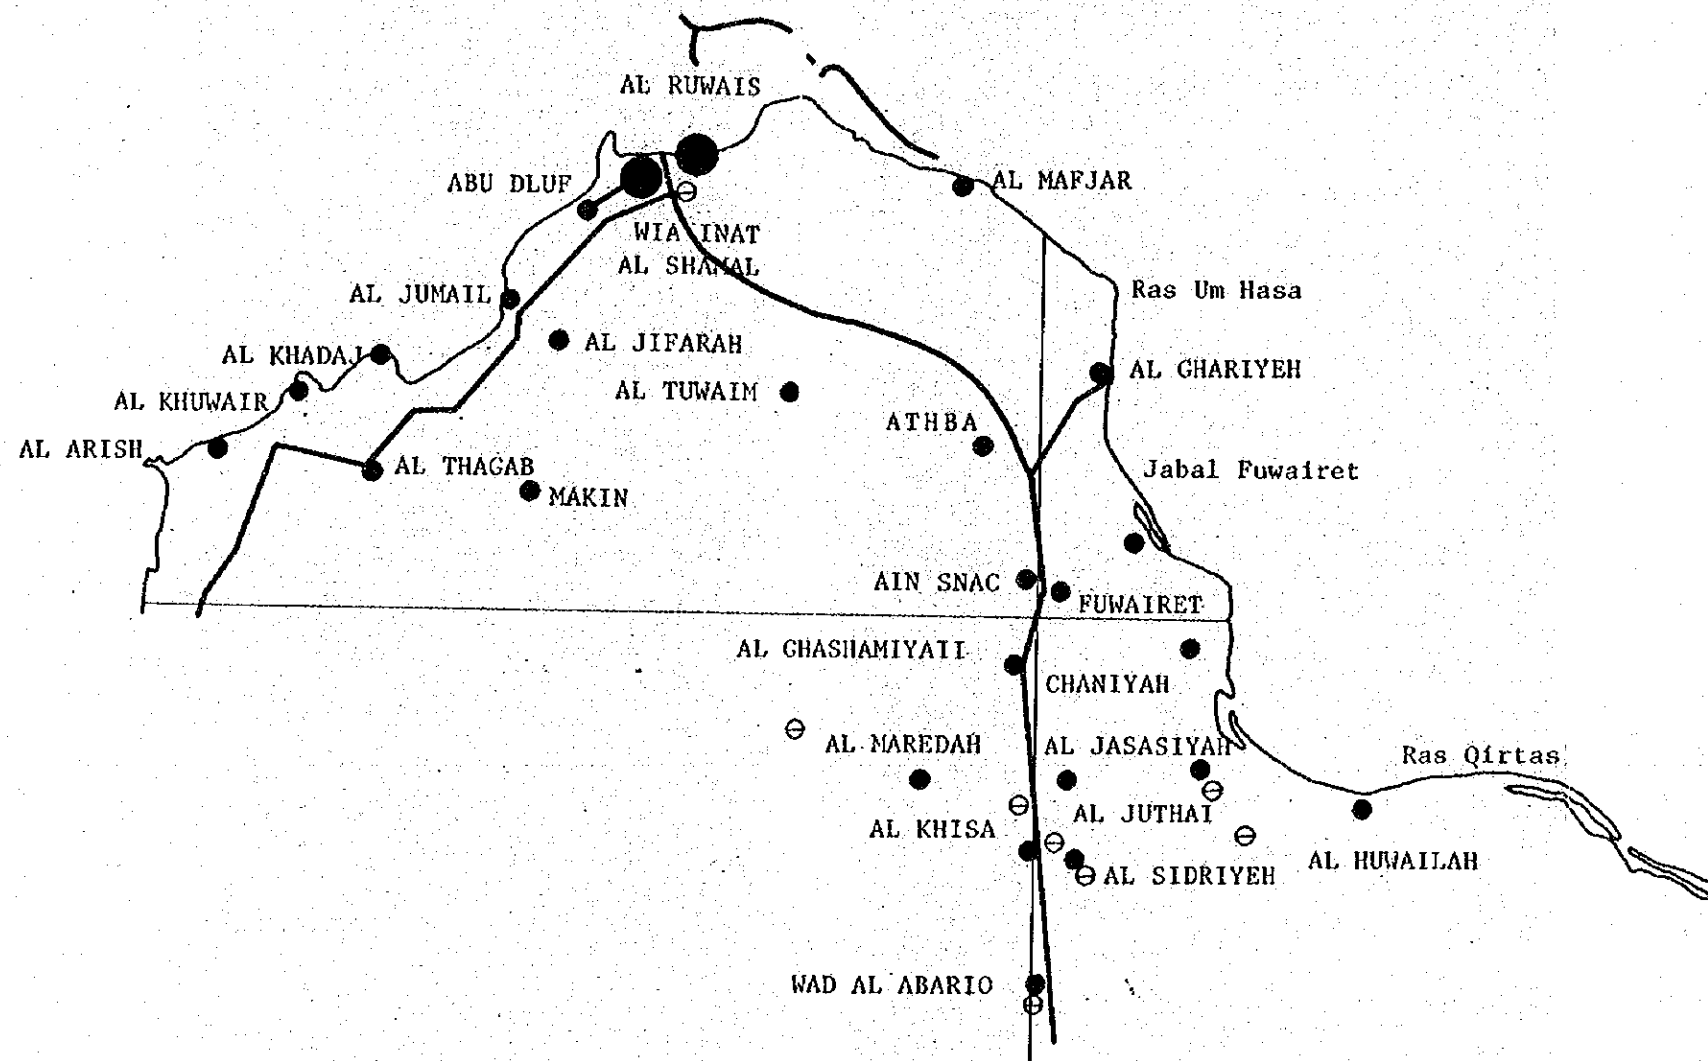 AL RUWAIS
AL MAFJAR
ABU DLUF
WIA INAT
AL SHAMAL
Ras Um Hasa
AL JUMAIL
AL JIFARAH
AL KHADAJ
AL GHARIYEH
AL TUWAIM
AL KHUWAIR
ATHBA
AL ARISH
AL THAGAB
Jabal Fuwairet
MAKIN
AIN SNAC
FUWAIRET
AL GHASHAMIYATI
CHANIYAH
AL MAREDAH
AL JASASIYAH
Ras Qirtas
AL JUTHAI
AL KHISA
AL HUWAILAH
AL SIDRIYEH
WAD AL ABARIO